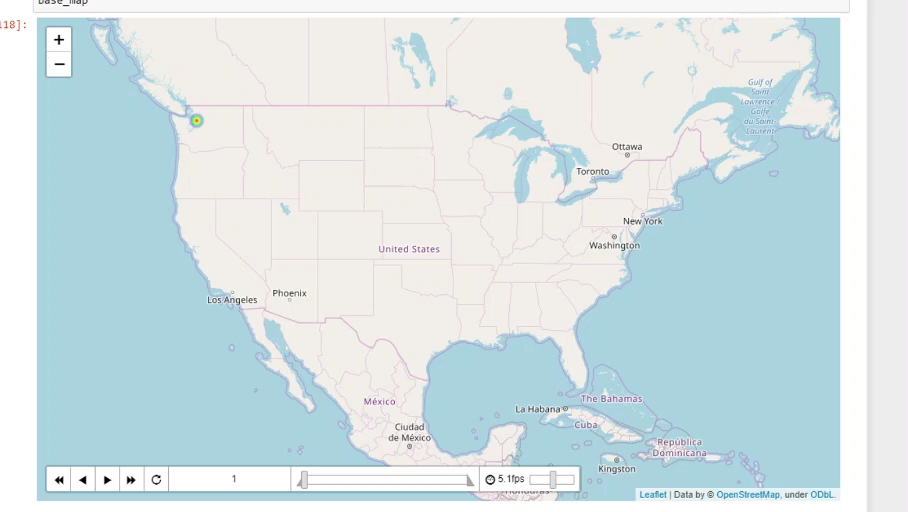 base_map
118]:
+
−
Gulf of
Saint
Lawrence /
Golfe
du Saint-
Laurent
Ottawa
Toronto
New York
Washington
United States
Los Angeles
Phoenix
México
Ciudad
de México
La Habana
The Bahamas
Cuba
República
Dominicana
Kingston
Honduras
1
5.1fps
Leaflet | Data by © OpenStreetMap, under ODbL.